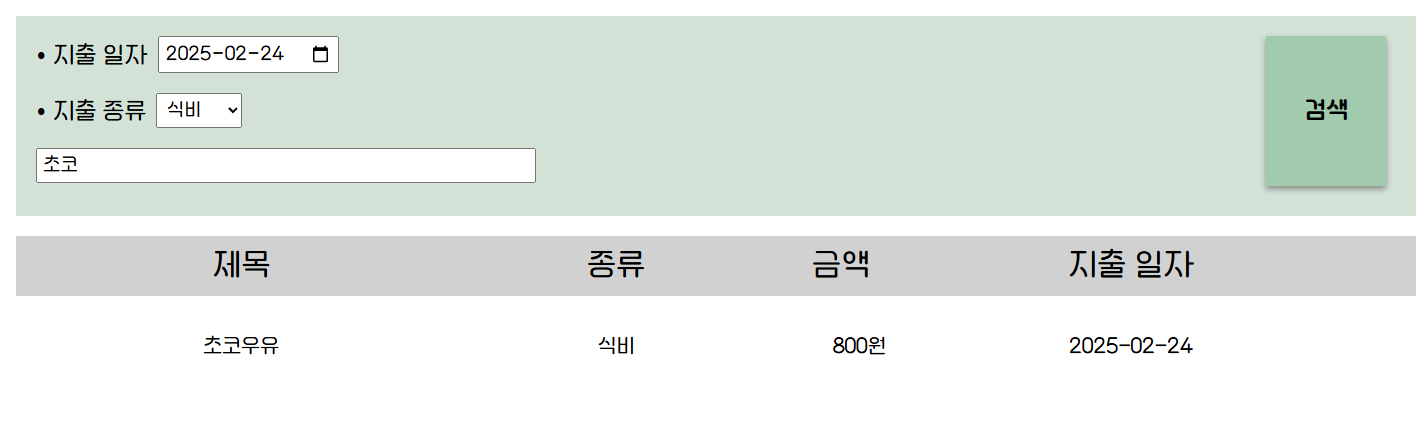 • 지출 일자 2025-02-24
• 지출 종류 식비
초코
검색
제목 종류 금액 지출 일자
초코우유 식비 800원 2025-02-24